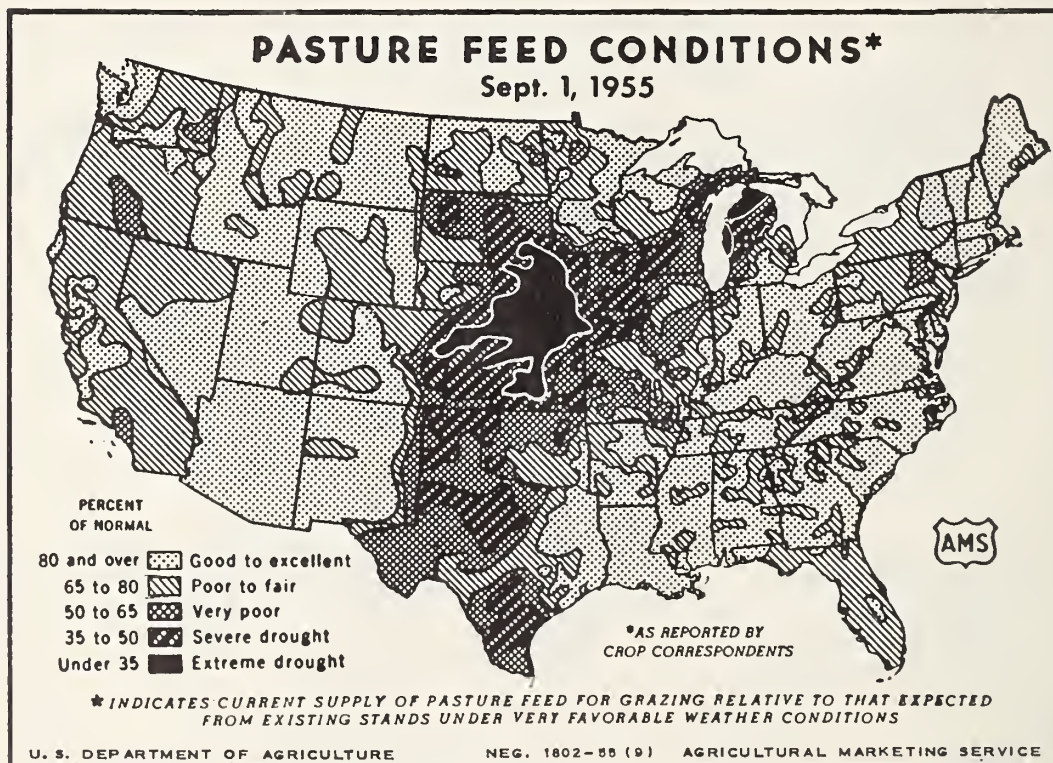 PASTURE FEED CONDITIONS*
Sept. 1, 1955
PERCENT
OF NORMAL
80 and over Good to excellent
65 to 80 Poor to fair
50 to 65 Very poor
35 to 50 Severe drought
Under 35 Extreme drought
AMS
*AS REPORTED BY
CROP CORRESPONDENTS
* INDICATES CURRENT SUPPLY OF PASTURE FEED FOR GRAZING RELATIVE TO THAT EXPECTED
FROM EXISTING STANDS UNDER VERY FAVORABLE WEATHER CONDITIONS
U. S. DEPARTMENT OF AGRICULTURE NEG. 1802-55 (9) AGRICULTURAL MARKETING SERVICE